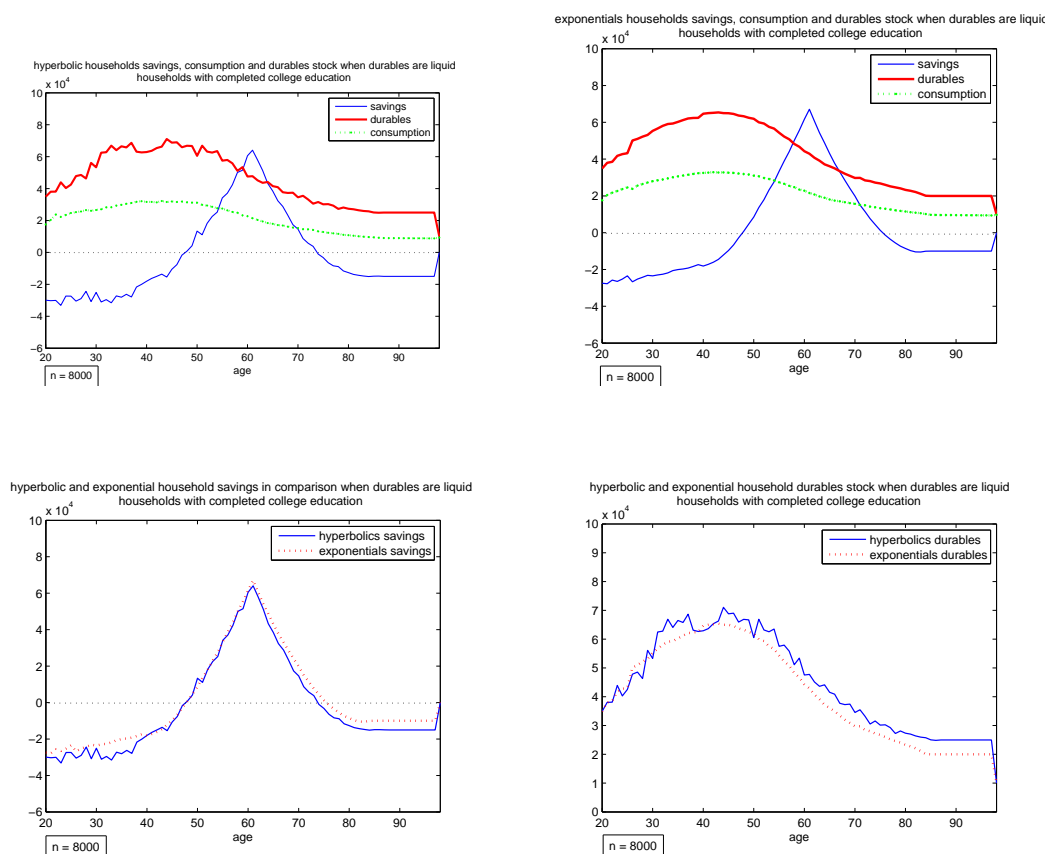 exponentials households savings, consumption and durables stock when durables are liquid
households with completed college education
x 10^4
10
8
6
4
2
0
−2
−4
−6
20 30 40 50 60 70 80 90
age
savings
durables
consumption
n = 8000
hyperbolic households savings, consumption and durables stock when durables are liquid
households with completed college education
x 10^4
10
8
6
4
2
0
−2
−4
−6
20 30 40 50 60 70 80 90
age
savings
durables
consumption
n = 8000
hyperbolic and exponential household savings in comparison when durables are liquid
households with completed college education
x 10^4
10
8
6
4
2
0
−2
−4
−6
20 30 40 50 60 70 80 90
age
hyperbolics savings
exponentials savings
n = 8000
hyperbolic and exponential household durables stock when durables are liquid
households with completed college education
x 10^4
10
9
8
7
6
5
4
3
2
1
0
20 30 40 50 60 70 80 90
age
hyperbolics durables
exponentials durables
n = 8000